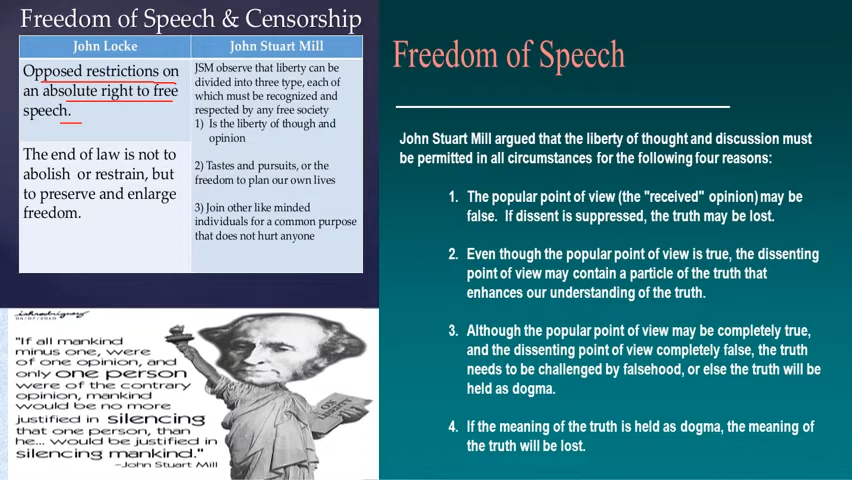 Freedom of Speech & Censorship
John Locke
Opposed restrictions on
an absolute right to free
speech.
The end of law is not to
abolish or restrain, but
to preserve and enlarge
freedom.
John Stuart Mill
JSM observe that liberty can be
divided into three type, each of
which must be recognized and
respected by any free society
1) Is the liberty of though and
opinion
2) Tastes and pursuits, or the
freedom to plan our own lives
3) Join other like minded
individuals for a common purpose
that does not hurt anyone
"If all mankind
minus one, were
of one opinion, and
only one person
were of the contrary
opinion, mankind
would be no more
justified in silencing
that one person, than
he... would be justified in
silencing mankind."
–John Stuart Mill
Freedom of Speech
John Stuart Mill argued that the liberty of thought and discussion must
be permitted in all circumstances for the following four reasons:
1. The popular point of view (the "received" opinion) may be
false. If dissent is suppressed, the truth may be lost.
2. Even though the popular point of view is true, the dissenting
point of view may contain a particle of the truth that
enhances our understanding of the truth.
3. Although the popular point of view may be completely true,
and the dissenting point of view completely false, the truth
needs to be challenged by falsehood, or else the truth will be
held as dogma.
4. If the meaning of the truth is held as dogma, the meaning of
the truth will be lost.